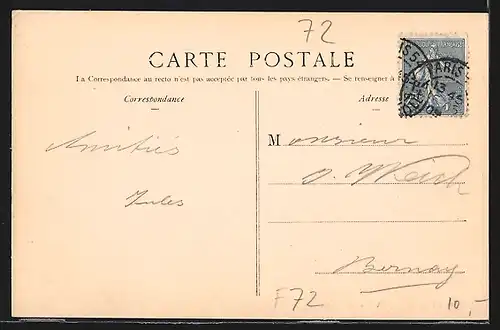 72
CARTE POSTALE
La Correspondance au recto n'est pas acceptée par tous les pays étrangers. — Se renseigner à
Correspondance
Adresse
PARIS
Amitiés
Jules
Monsieur
Bernay
F72
10,-